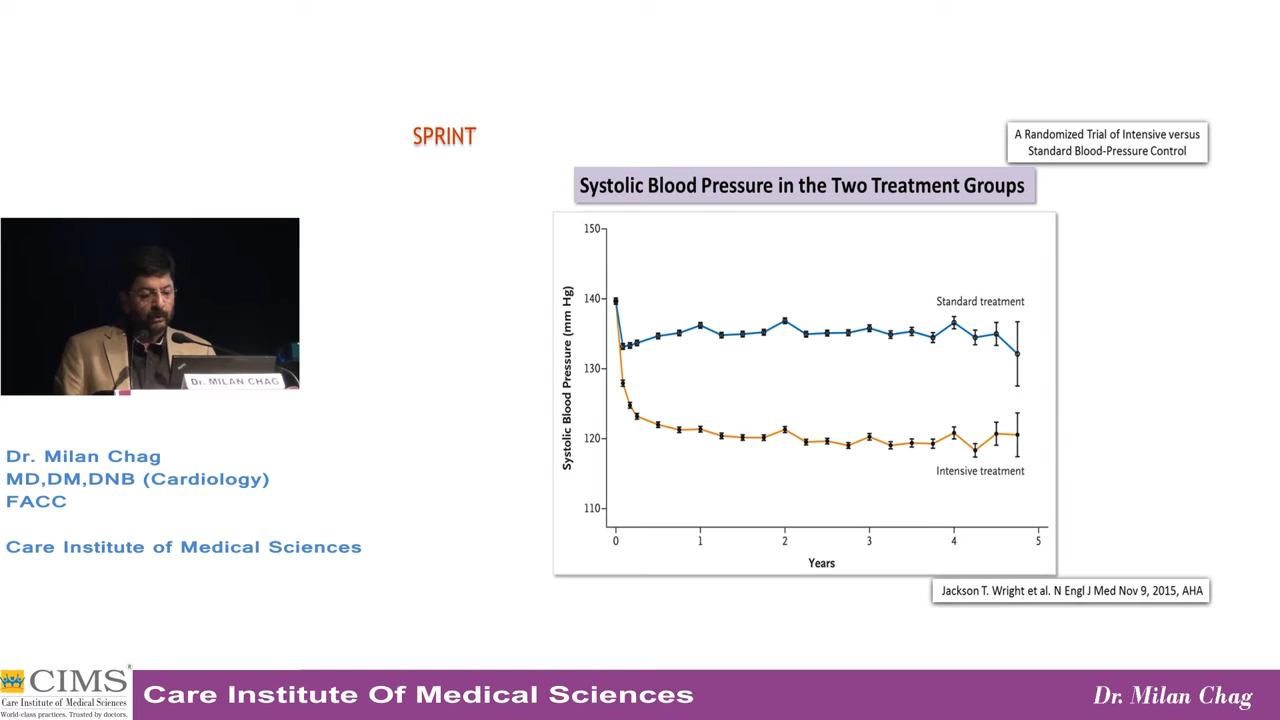 SPRINT
A Randomized Trial of Intensive versus
Standard Blood-Pressure Control
Systolic Blood Pressure in the Two Treatment Groups
150
140
130
120
110
Systolic Blood Pressure (mm Hg)
Standard treatment
Intensive treatment
0 1 2 3 4 5
Years
Jackson T. Wright et al. N Engl J Med Nov 9, 2015, AHA
Dr. MILAN CHAG
Dr. Milan Chag
MD,DM,DNB (Cardiology)
FACC
Care Institute of Medical Sciences
CIMS®
Care Institute of Medical Sciences
World-class practices. Trusted by doctors.
Care Institute Of Medical Sciences
Dr. Milan Chag